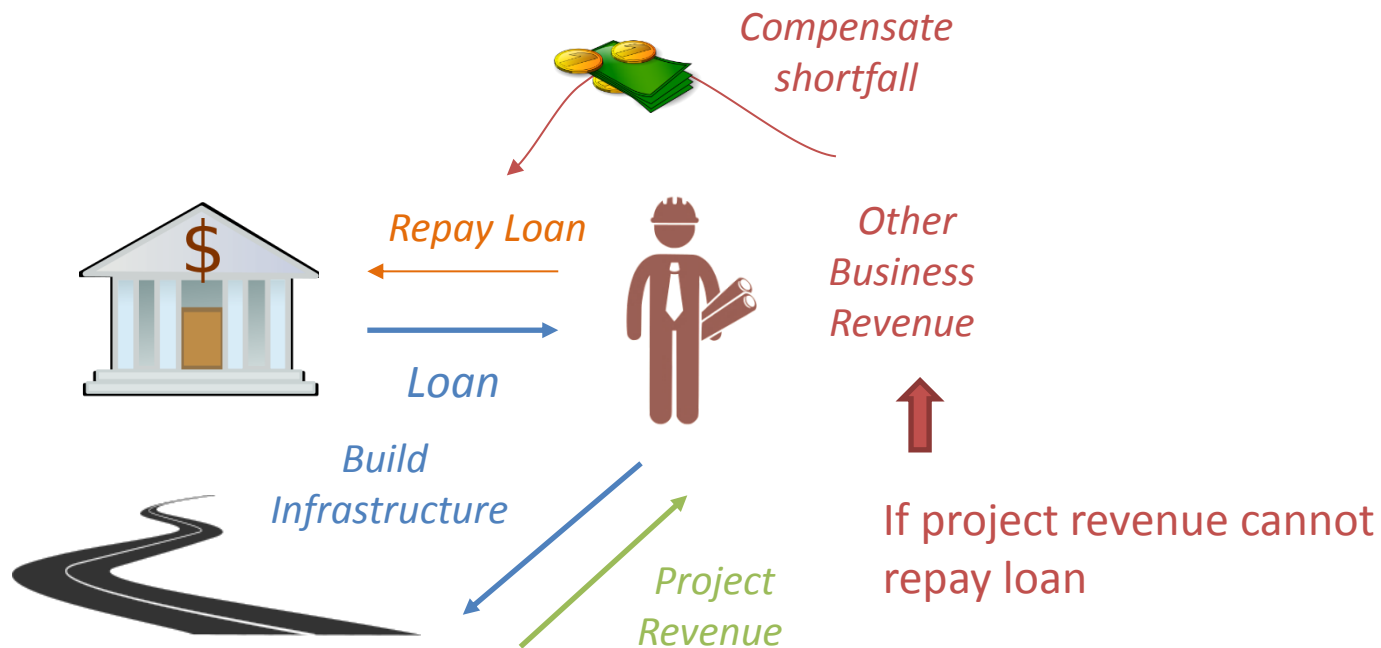 Compensate
shortfall
$
Repay Loan
Other
Business
Revenue
Loan
Build
Infrastructure
If project revenue cannot
repay loan
Project
Revenue